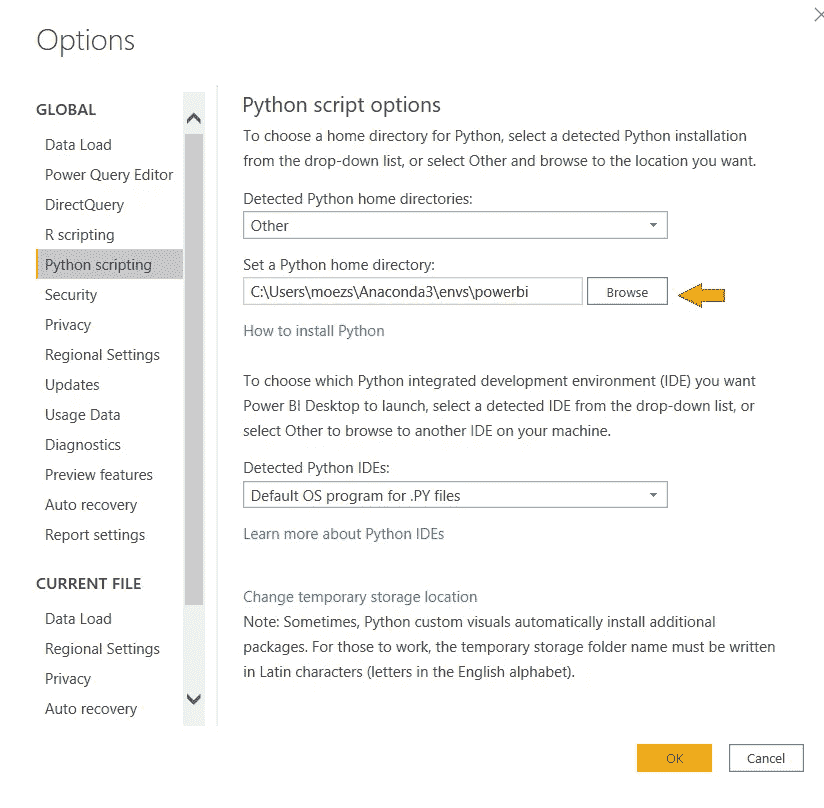 Options
GLOBAL
Data Load
Power Query Editor
DirectQuery
R scripting
Python scripting
Security
Privacy
Regional Settings
Updates
Usage Data
Diagnostics
Preview features
Auto recovery
Report settings
CURRENT FILE
Data Load
Regional Settings
Privacy
Auto recovery
Python script options
To choose a home directory for Python, select a detected Python installation
from the drop-down list, or select Other and browse to the location you want.
Detected Python home directories:
Other
Set a Python home directory:
C:\Users\moezs\Anaconda3\envs\powerbi
Browse
How to install Python
To choose which Python integrated development environment (IDE) you want
Power BI Desktop to launch, select a detected IDE from the drop-down list, or
select Other to browse to another IDE on your machine.
Detected Python IDEs:
Default OS program for .PY files
Learn more about Python IDEs
Change temporary storage location
Note: Sometimes, Python custom visuals automatically install additional
packages. For those to work, the temporary storage folder name must be written
in Latin characters (letters in the English alphabet).
OK
Cancel